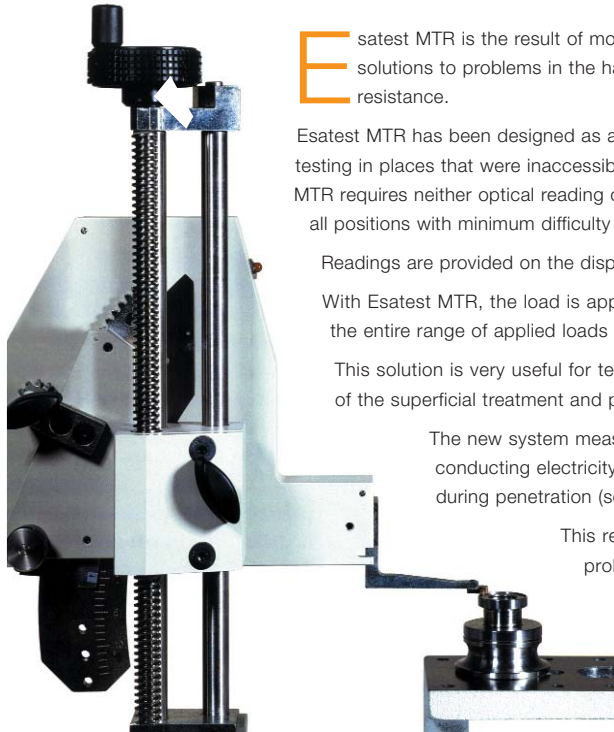 Esatest MTR is the result of mo
solutions to problems in the ha
resistance.
Esatest MTR has been designed as a
testing in places that were inaccessib
MTR requires neither optical reading
all positions with minimum difficulty
Readings are provided on the disp
With Esatest MTR, the load is app
the entire range of applied loads
This solution is very useful for te
of the superficial treatment and p
The new system meas
conducting electricity
during penetration (se
This re
prob